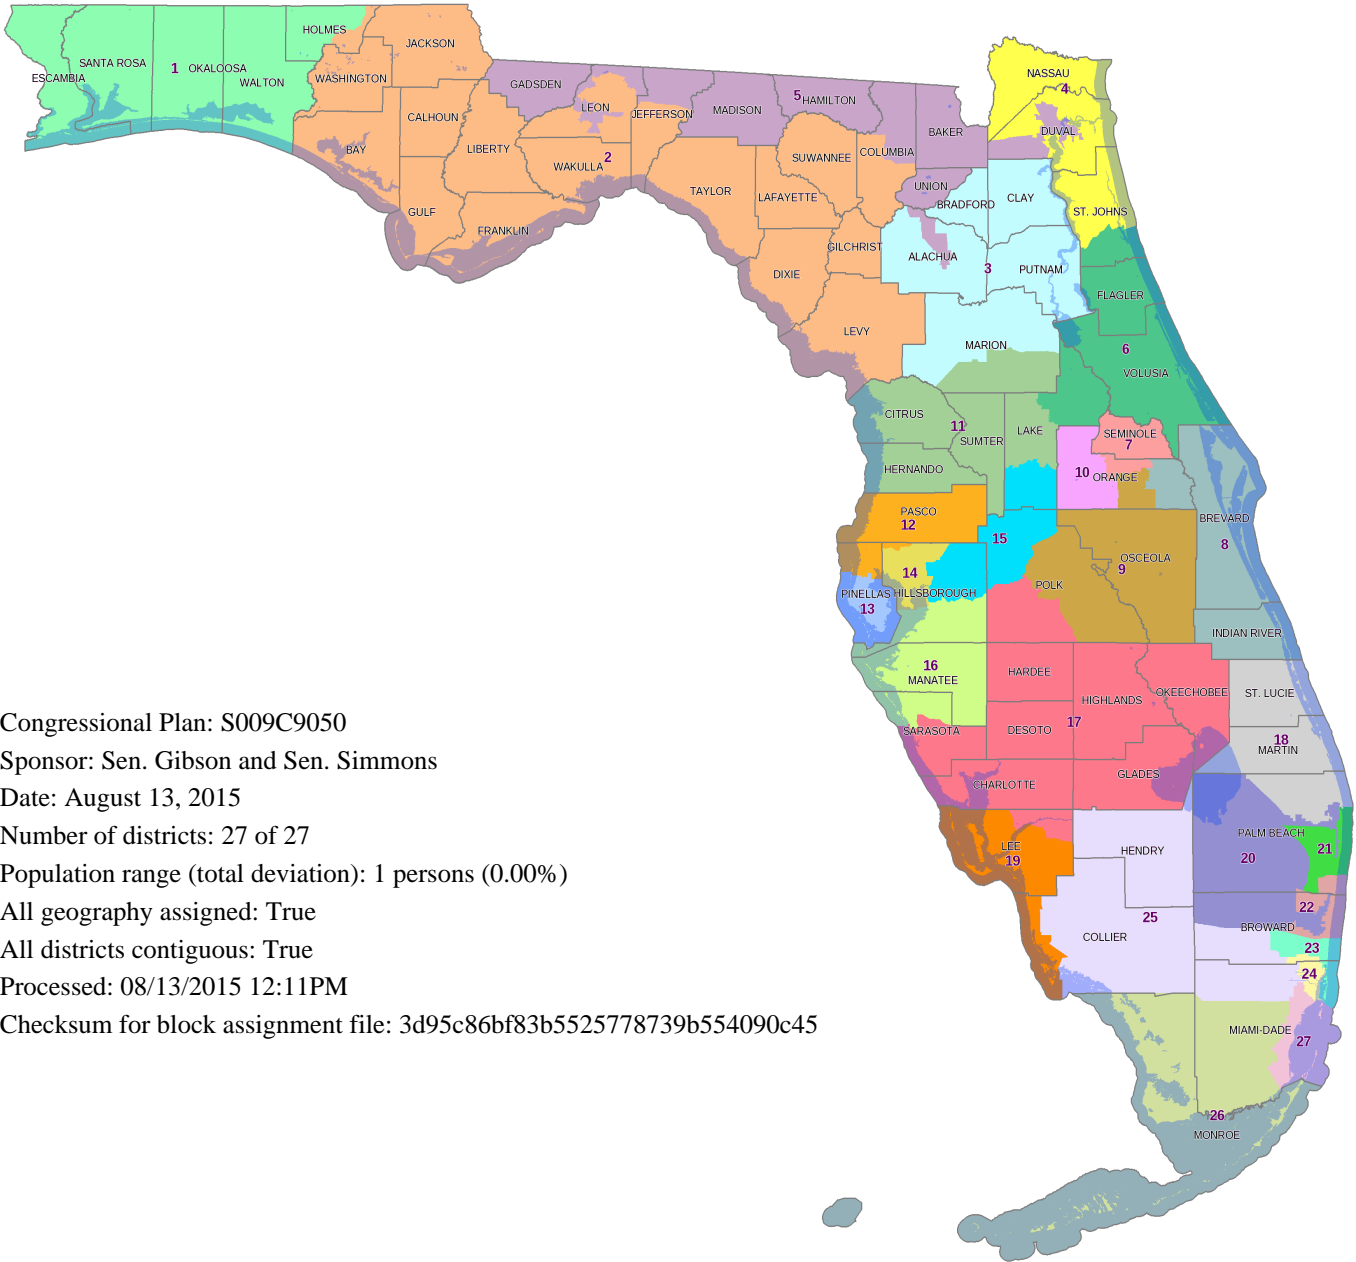 HOLMES
JACKSON
SANTA ROSA
1
OKALOOSA
ESCAMBIA
WALTON
WASHINGTON
GADSDEN
CALHOUN
LEON
JEFFERSON
MADISON
5
HAMILTON
NASSAU
4
DUVAL
BAKER
BAY
LIBERTY
2
WAKULLA
SUWANNEE
COLUMBIA
TAYLOR
LAFAYETTE
UNION
BRADFORD
CLAY
ST. JOHNS
GULF
FRANKLIN
GILCHRIST
ALACHUA
3
PUTNAM
DIXIE
FLAGLER
LEVY
MARION
6
VOLUSIA
CITRUS
11
SUMTER
LAKE
SEMINOLE
7
HERNANDO
10
ORANGE
PASCO
12
BREVARD
8
15
OSCEOLA
9
14
POLK
PINELLAS
HILLSBOROUGH
13
INDIAN RIVER
16
MANATEE
HARDEE
OKEECHOBEE
ST. LUCIE
HIGHLANDS
17
SARASOTA
DESOTO
18
MARTIN
GLADES
CHARLOTTE
PALM BEACH
LEE
19
HENDRY
20
21
22
25
BROWARD
COLLIER
23
24
MIAMI-DADE
27
26
MONROE
Congressional Plan: S009C9050
Sponsor: Sen. Gibson and Sen. Simmons
Date: August 13, 2015
Number of districts: 27 of 27
Population range (total deviation): 1 persons (0.00%)
All geography assigned: True
All districts contiguous: True
Processed: 08/13/2015 12:11PM
Checksum for block assignment file: 3d95c86bf83b5525778739b554090c45